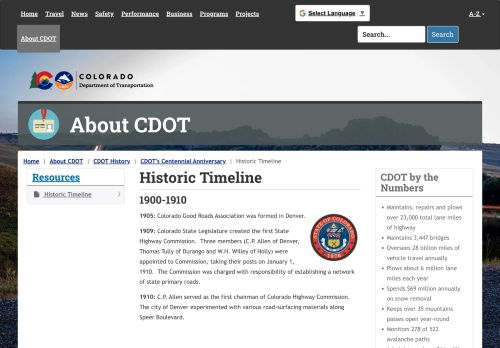 Home Travel News Safety Performance Business Programs Projects
Select Language
A-Z
About CDOT
Search...
Search
COLORADO
Department of Transportation
About CDOT
Home | About CDOT | CDOT History | CDOT's Centennial Anniversary | Historic Timeline
Resources
Historic Timeline
Historic Timeline
1900-1910
1905: Colorado Good Roads Association was formed in Denver.
1909: Colorado State Legislature created the first State
Highway Commission. Three members (C.P. Allen of Denver,
Thomas Tully of Durango and W.H. Wiley of Holly) were
appointed to Commission, taking their posts on January 1,
1910. The Commission was charged with responsibility of establishing a network
of state primary roads.
1910: C.P. Allen served as the first chairman of Colorado Highway Commission.
The city of Denver experimented with various road-surfacing materials along
Speer Boulevard.
CDOT by the
Numbers
Maintains, repairs and plows
over 23,000 total lane miles
of highway
Maintains 3,447 bridges
Oversees 28 billion miles of
vehicle travel annually
Plows about 6 million lane
miles each year
Spends $69 million annually
on snow removal
Keeps over 35 mountains
passes open year-round
Monitors 278 of 522
avalanche paths